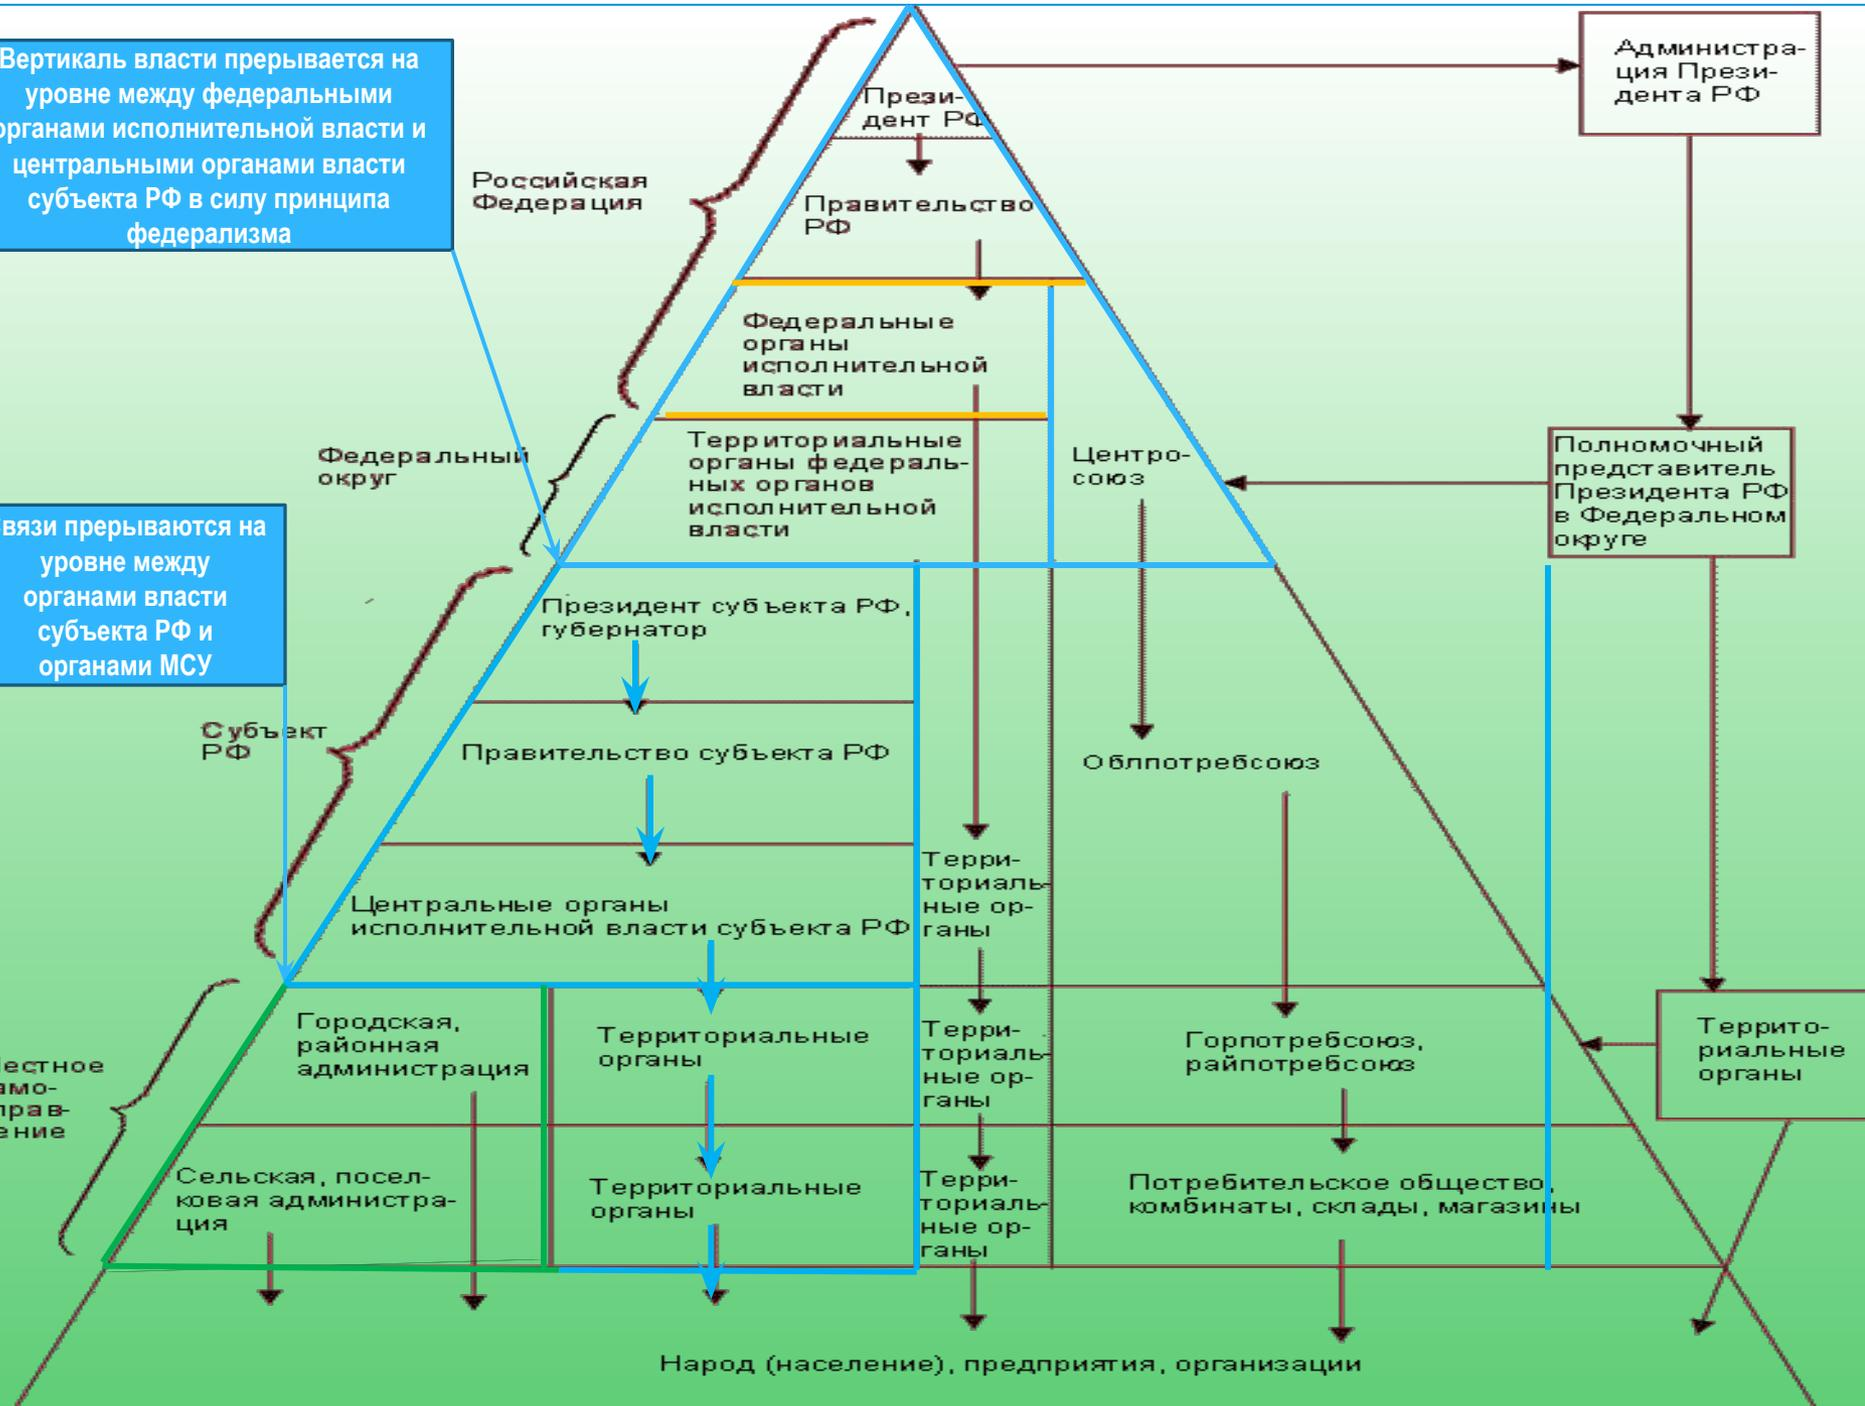 Вертикаль власти прерывается на
уровне между федеральными
органами исполнительной власти и
центральными органами власти
субъекта РФ в силу принципа
федерализма
Администра-
ция Прези-
дента РФ
Прези-
дент РФ
Российская
Федерация
Правительство
РФ
Федеральные
органы
исполнительной
власти
Федеральный
округ
Территориальные
органы федераль-
ных органов
исполнительной
власти
Центро-
союз
Полномочный
представитель
Президента РФ
в Федеральном
округе
вязи прерываются на
уровне между
органами власти
субъекта РФ и
органами МСУ
Президент субъекта РФ,
губернатор
Субъект
РФ
Правительство субъекта РФ
Облпотребсоюз
Центральные органы
исполнительной власти субъекта РФ
Терри-
ториаль-
ные ор-
ганы
естное
амо-
прав-
ение
Городская,
районная
администрация
Территориальные
органы
Терри-
ториаль-
ные ор-
ганы
Горпотребсоюз,
райпотребсоюз
Террито-
риальные
органы
Сельская, посел-
ковая администра-
ция
Территориальные
органы
Терри-
ториаль-
ные ор-
ганы
Потребительское общество,
комбинаты, склады, магазины
Народ (население), предприятия, организации